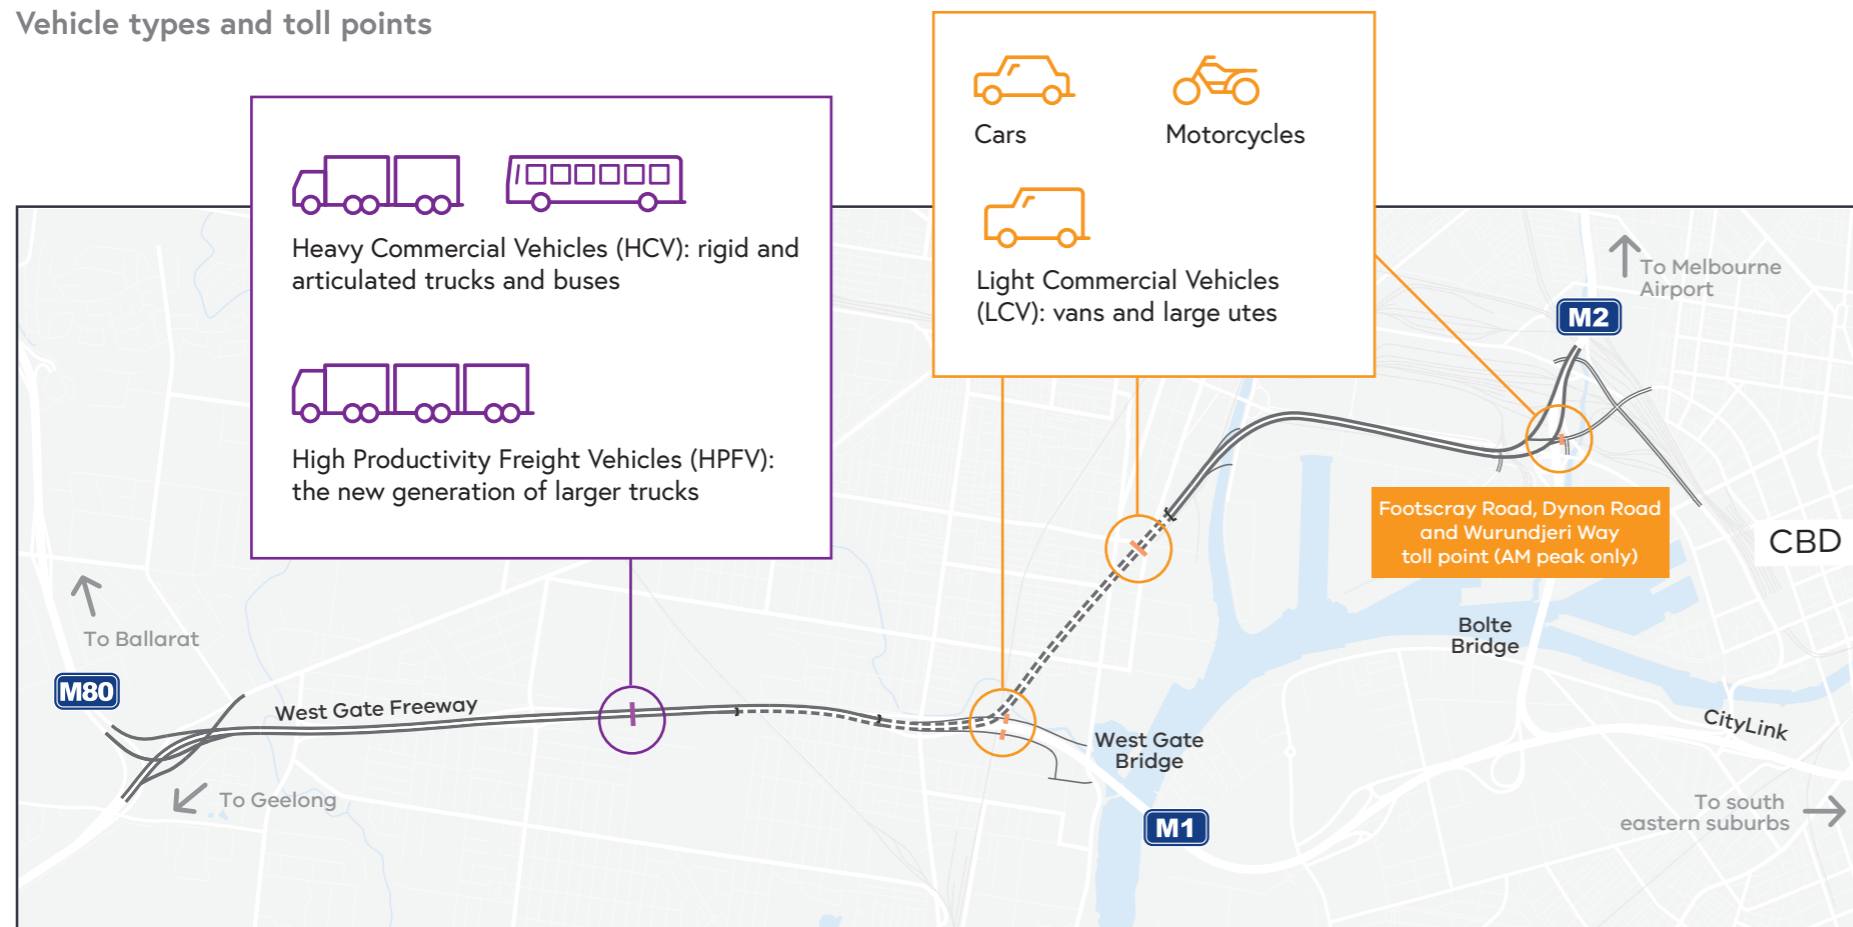 Vehicle types and toll points
Heavy Commercial Vehicles (HCV): rigid and
articulated trucks and buses
High Productivity Freight Vehicles (HPFV):
the new generation of larger trucks
Cars
Motorcycles
Light Commercial Vehicles
(LCV): vans and large utes
To Melbourne
Airport
M2
Footscray Road, Dynon Road
and Wurundjeri Way
toll point (AM peak only)
CBD
To Ballarat
M80
West Gate Freeway
To Geelong
West Gate
Bridge
M1
Bolte
Bridge
CityLink
To south
eastern suburbs